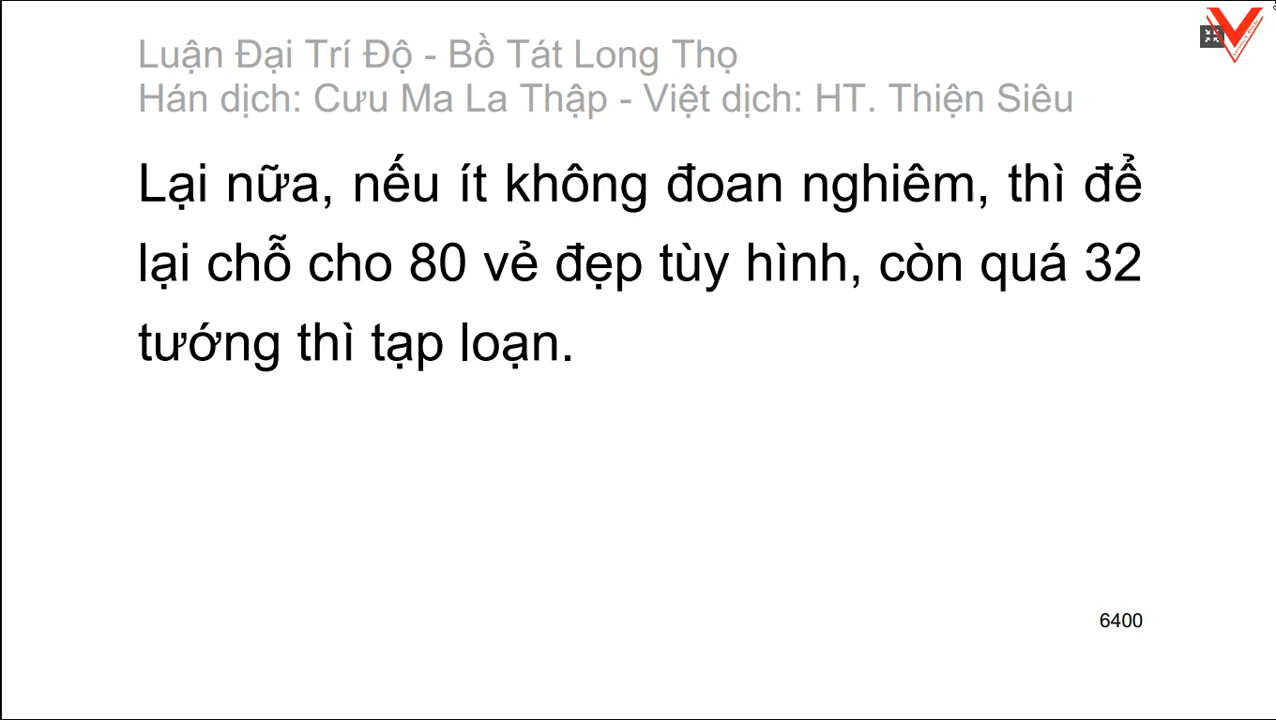 Luận Đại Trí Độ - Bồ Tát Long Thọ
Hán dịch: Cưu Ma La Thập - Việt dịch: HT. Thiện Siêu
Lại nữa, nếu ít không đoan nghiêm, thì để
lại chỗ cho 80 vẻ đẹp tùy hình, còn quá 32
tướng thì tạp loạn.
6400